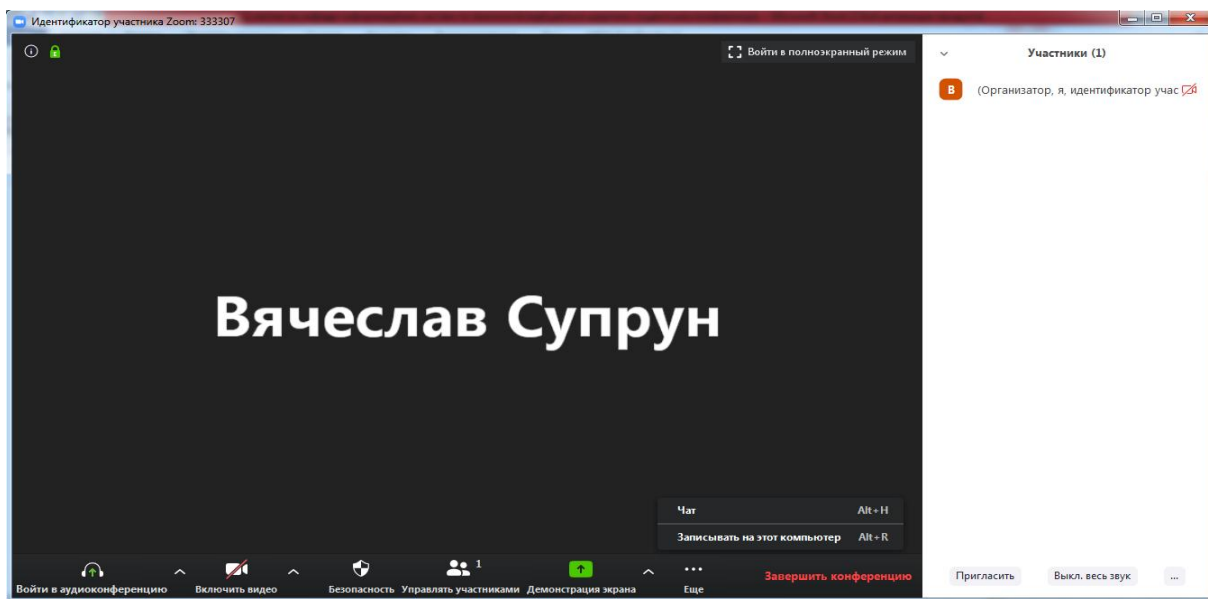 Идентификатор участника Zoom: 333307
Войти в полноэкранный режим
Участники (1)
В
(Организатор, я, идентификатор учас
Вячеслав Супрун
Чат Alt+H
Записывать на этот компьютер Alt+R
Войти в аудиоконференцию
Включить видео
Безопасность
1
Управлять участниками
Демонстрация экрана
... Еще
Завершить конференцию
Пригласить
Выкл. весь звук
...